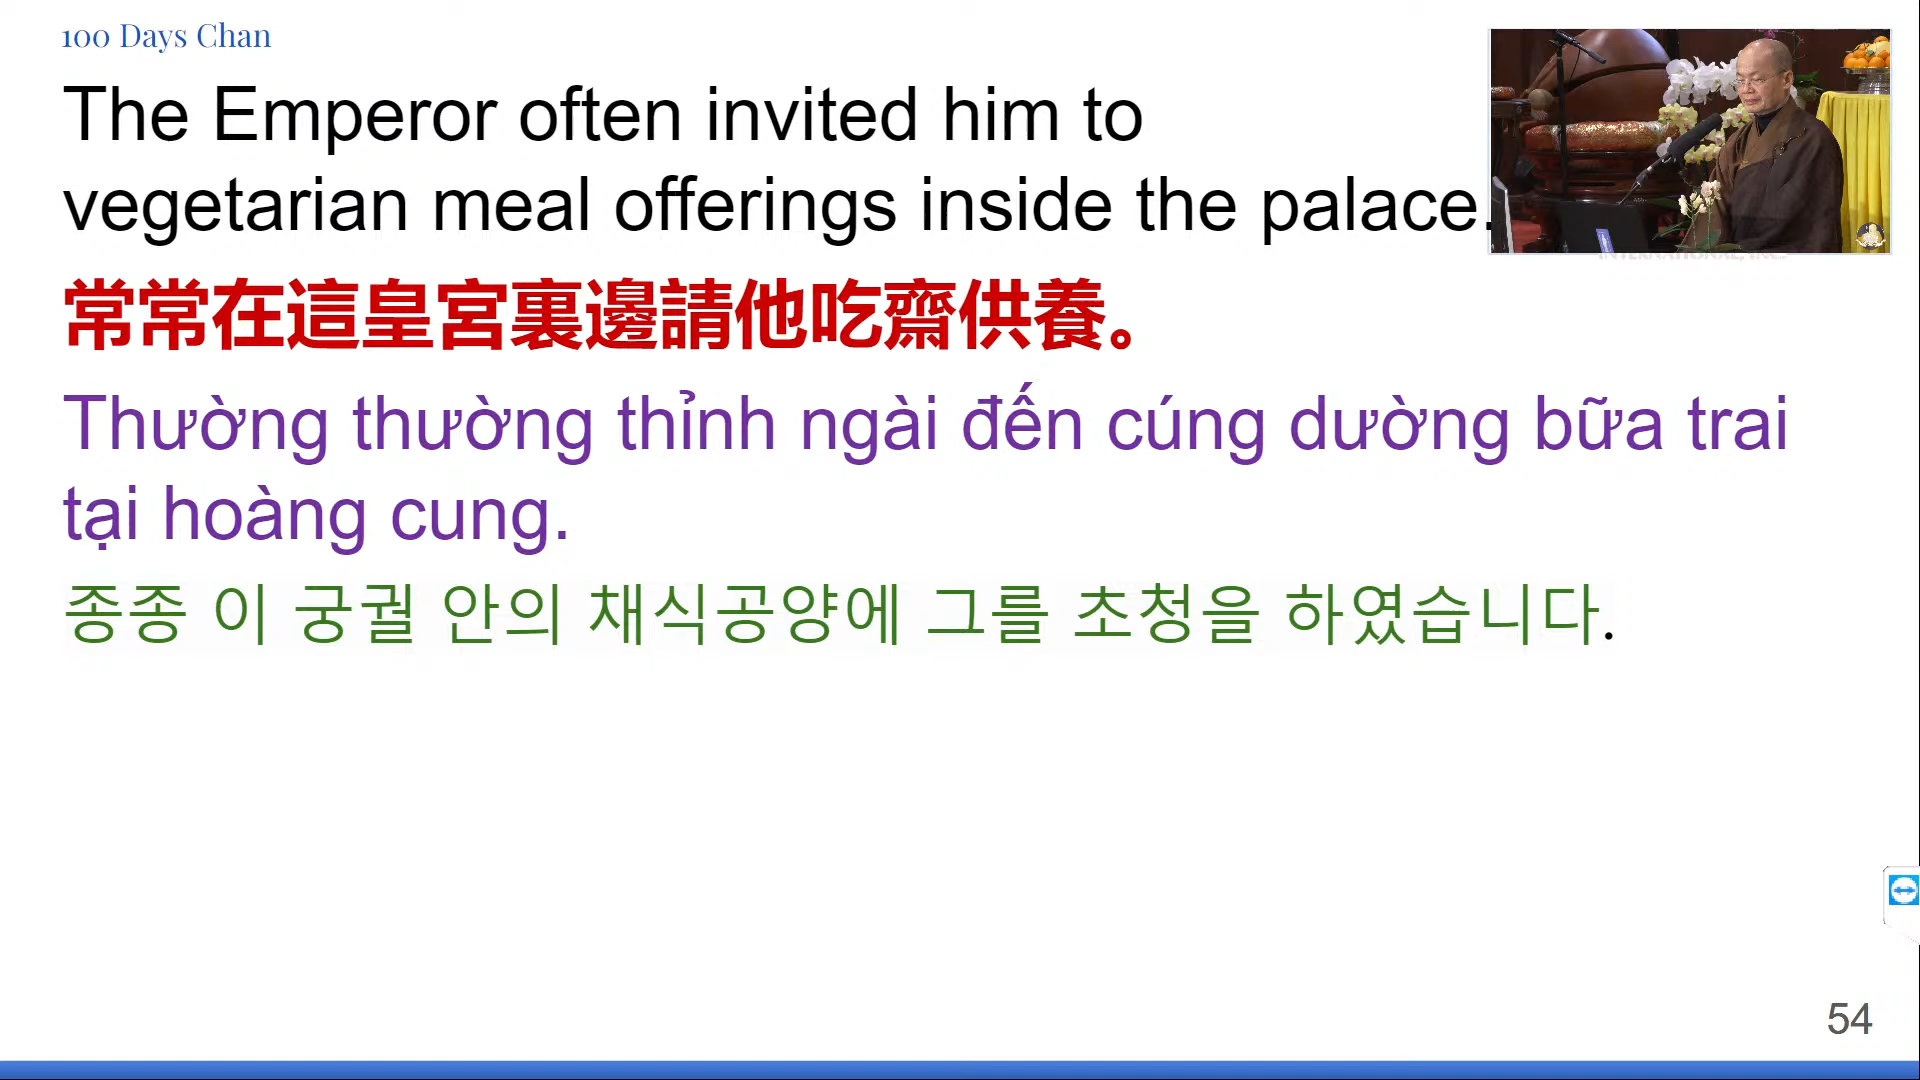 100 Days Chan
The Emperor often invited him to
vegetarian meal offerings inside the palace.
常常在這皇宮裏邊請他吃齋供養。
Thường thường thỉnh ngài đến cúng dường bữa trai
tại hoàng cung.
종종 이 궁궐 안의 채식공양에 그를 초청을 하였습니다.
54